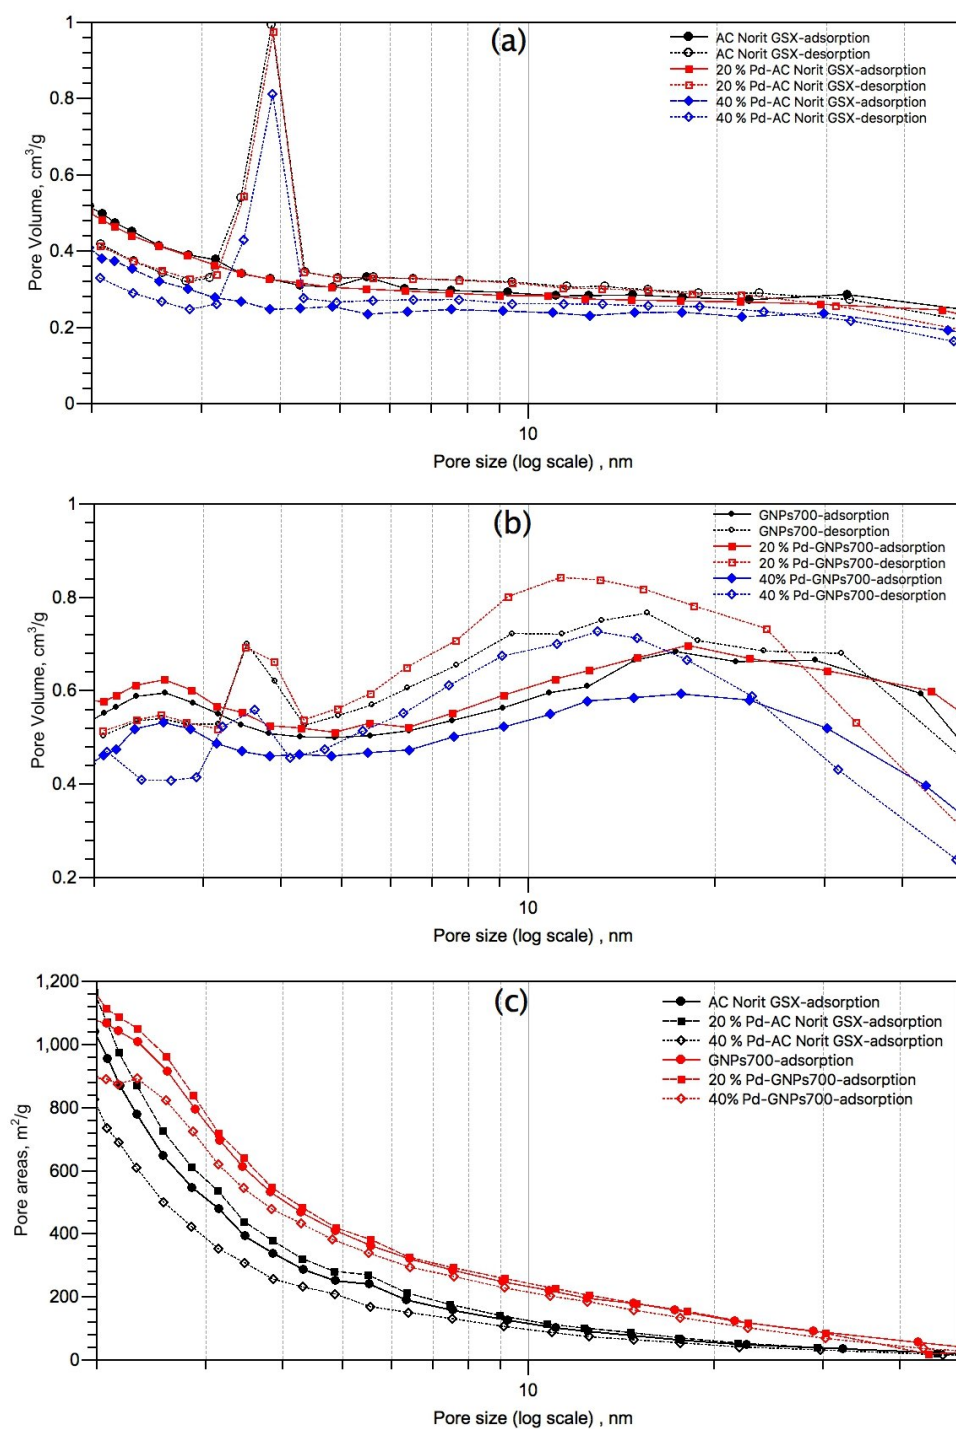 1
(a)
AC Norit GSX-adsorption
AC Norit GSX-desorption
20 % Pd-AC Norit GSX-adsorption
20 % Pd-AC Norit GSX-desorption
40 % Pd-AC Norit GSX-adsorption
40 % Pd-AC Norit GSX-desorption
0.8
0.6
0.4
0.2
0
Pore Volume, cm³/g
10
Pore size (log scale) , nm
1
(b)
GNPs700-adsorption
GNPs700-desorption
20 % Pd-GNPs700-adsorption
20 % Pd-GNPs700-desorption
40% Pd-GNPs700-adsorption
40 % Pd-GNPs700-desorption
0.8
0.6
0.4
0.2
Pore Volume, cm³/g
10
Pore size (log scale) , nm
1,200
(c)
AC Norit GSX-adsorption
20 % Pd-AC Norit GSX-adsorption
40 % Pd-AC Norit GSX-adsorption
GNPs700-adsorption
20 % Pd-GNPs700-adsorption
40% Pd-GNPs700-adsorption
1,000
800
600
400
200
0
Pore areas, m²/g
10
Pore size (log scale) , nm